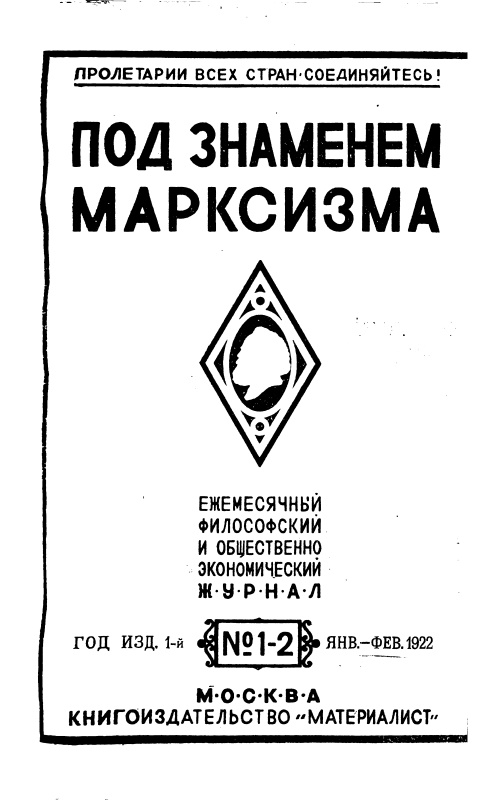 ПРОЛЕТАРИИ ВСЕХ СТРАН·СОЕДИНЯЙТЕСЬ!
ПОД ЗНАМЕНЕМ
МАРКСИЗМА
ЕЖЕМЕСЯЧНЫЙ
ФИЛОСОФСКИЙ
И ОБЩЕСТВЕННО
ЭКОНОМИЧЕСКИЙ
Ж·У·Р·Н·А·Л
ГОД ИЗД. 1-й №1-2 ЯНВ.–ФЕВ. 1922
М·О·С·К·В·А
КНИГОИЗДАТЕЛЬСТВО "МАТЕРИАЛИСТ"